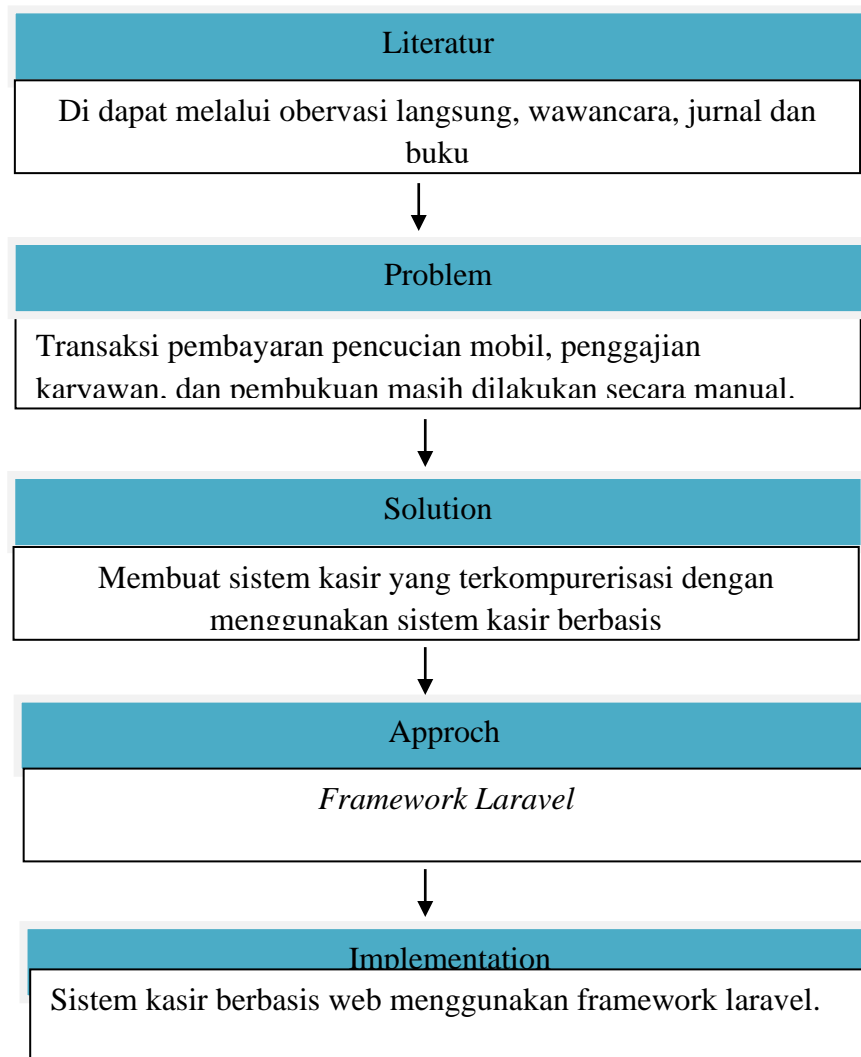 Literatur
Di dapat melalui obervasi langsung, wawancara, jurnal dan
buku
Problem
Transaksi pembayaran pencucian mobil, penggajian
karyawan, dan pembukuan masih dilakukan secara manual.
Solution
Membuat sistem kasir yang terkompurerisasi dengan
menggunakan sistem kasir berbasis
Approch
Framework Laravel
Implementation
Sistem kasir berbasis web menggunakan framework laravel.